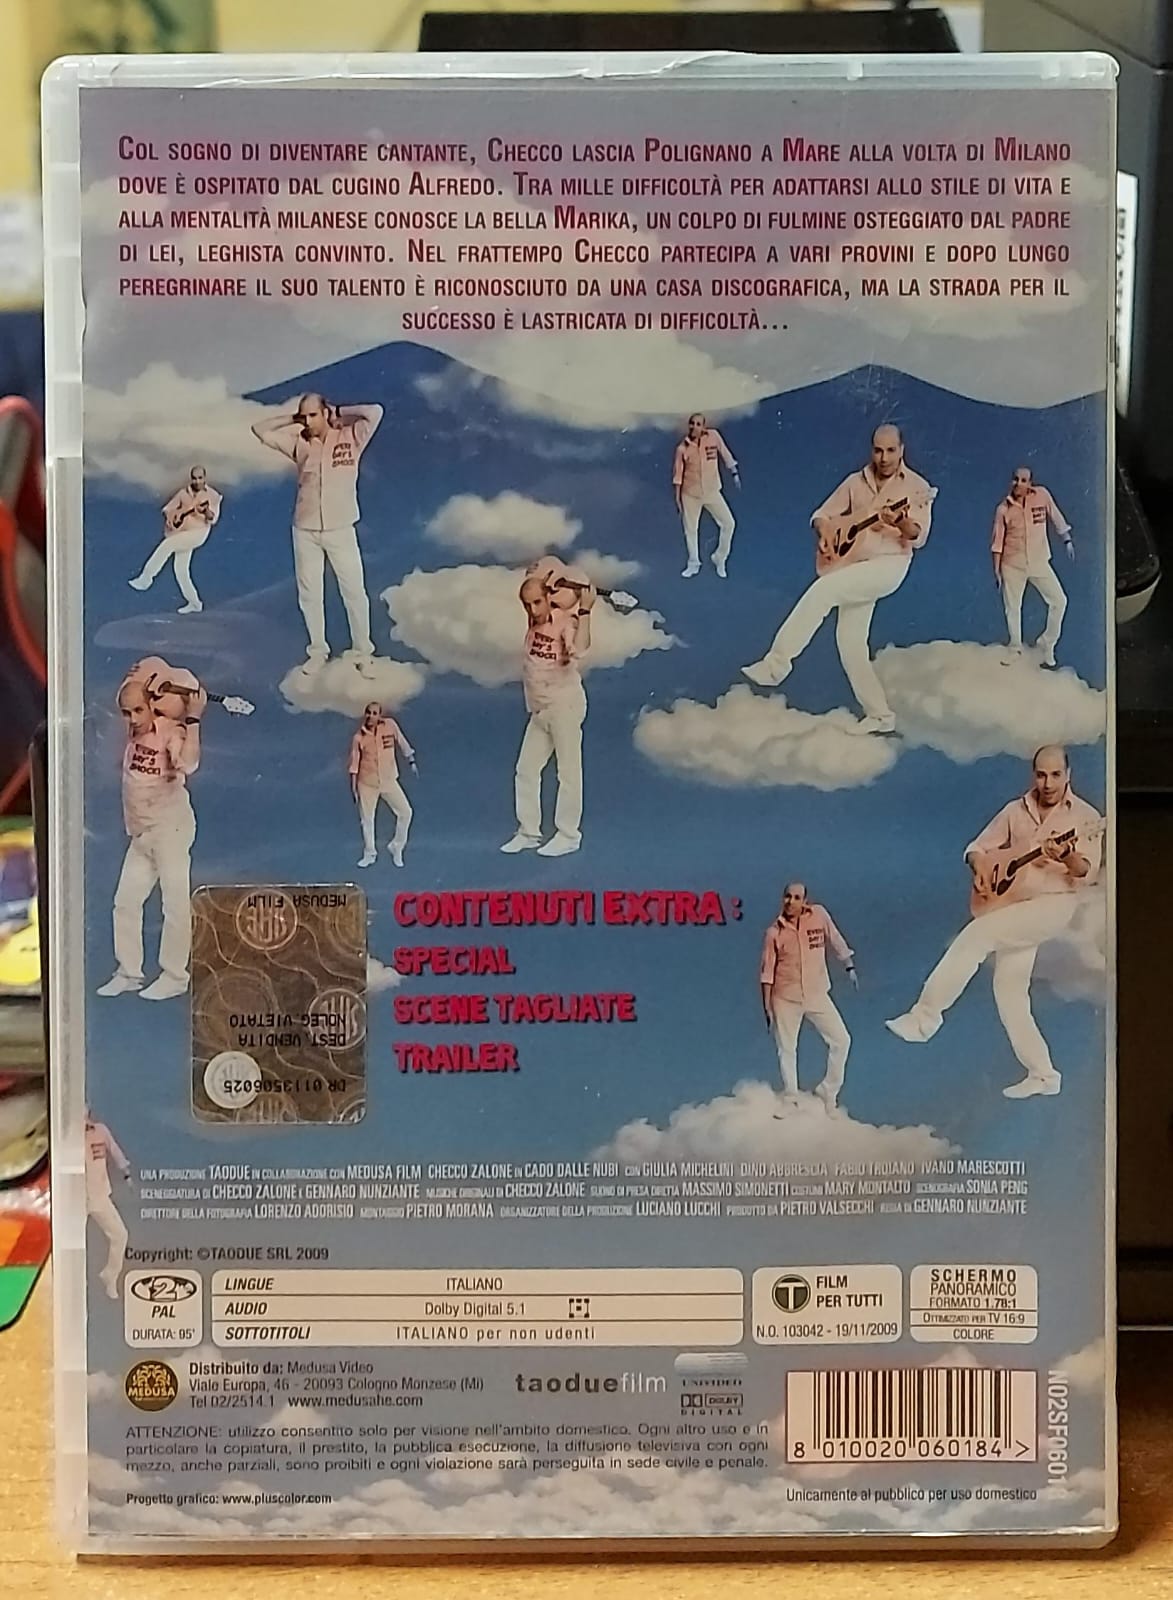 COL SOGNO DI DIVENTARE CANTANTE, CHECCO LASCIA POLIGNANO A MARE ALLA VOLTA DI MILANO
DOVE È OSPITATO DAL CUGINO ALFREDO. TRA MILLE DIFFICOLTÀ PER ADATTARSI ALLO STILE DI VITA E
ALLA MENTALITÀ MILANESE CONOSCE LA BELLA MARIKA, UN COLPO DI FULMINE OSTEGGIATO DAL PADRE
DI LEI, LEGHISTA CONVINTO. NEL FRATTEMPO CHECCO PARTECIPA A VARI PROVINI E DOPO LUNGO
PEREGRINARE IL SUO TALENTO È RICONOSCIUTO DA UNA CASA DISCOGRAFICA, MA LA STRADA PER IL
SUCCESSO È LASTRICATA DI DIFFICOLTÀ...
MEDUSA FILM
NOLEG. VIETATO
DEST. VENDITA
DR 0113506025
CONTENUTI EXTRA:
SPECIAL
SCENE TAGLIATE
TRAILER
UNA PRODUZIONE TAODUE IN COLLABORAZIONE CON MEDUSA FILM CHECCO ZALONE IN CADO DALLE NUBI CON GIULIA MICHELINI DINO ABBRESCIA FABIO TROIANO IVANO MARESCOTTI
SCENEGGIATURA DI CHECCO ZALONE E GENNARO NUNZIANTE MUSICHE ORIGINALI DI CHECCO ZALONE SUONO DI PRESA DIRETTA MASSIMO SIMONETTI COSTUMI MARY MONTALTO SCENOGRAFIA SONIA PENG
DIRETTORE DELLA FOTOGRAFIA LORENZO ADORISIO MONTAGGIO PIETRO MORANA ORGANIZZATORE DELLA PRODUZIONE LUCIANO LUCCHI PRODOTTO DA PIETRO VALSECCHI REGIA DI GENNARO NUNZIANTE
Copyright: ©TAODUE SRL 2009
2
PAL
DURATA: 95'
LINGUE ITALIANO
AUDIO Dolby Digital 5.1
SOTTOTITOLI ITALIANO per non udenti
T FILM
PER TUTTI
N.O. 103042 - 19/11/2009
SCHERMO
PANORAMICO
FORMATO 1.78:1
OTTIMIZZATO PER TV 16:9
COLORE
MEDUSA
Distribuito da: Medusa Video
Viale Europa, 46 - 20093 Cologno Monzese (Mi)
Tel 02/2514.1 www.medusahe.com
taoduefilm
UNIVIDEO
DOLBY
DIGITAL
ATTENZIONE: utilizzo consentito solo per visione nell'ambito domestico. Ogni altro uso e in
particolare la copiatura, il prestito, la pubblica esecuzione, la diffusione televisiva con ogni
mezzo, anche parziali, sono proibiti e ogni violazione sarà perseguita in sede civile e penale.
Progetto grafico: www.pluscolor.com
8 010020 060184 >
Unicamente al pubblico per uso domestico